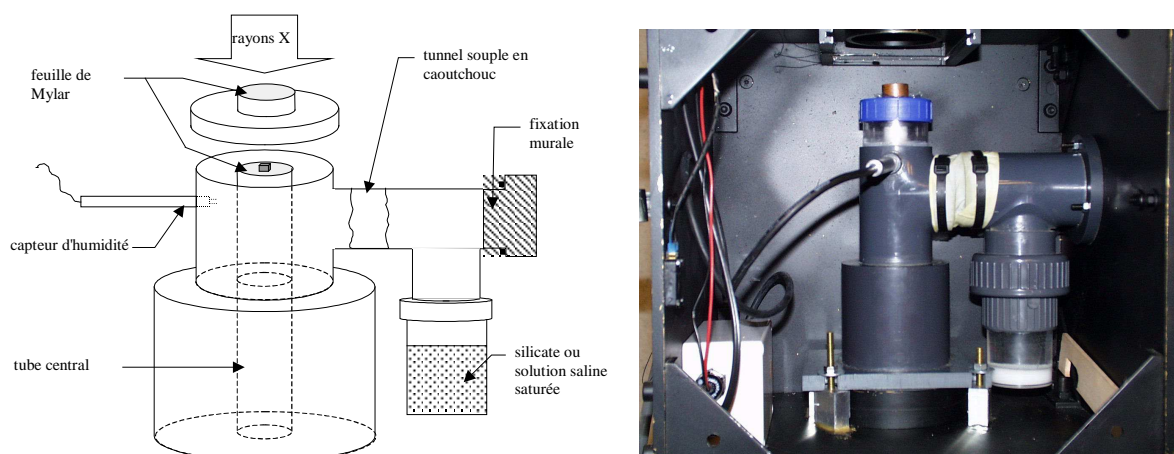 rayons X
feuille de
Mylar
tunnel souple en
caoutchouc
fixation
murale
capteur d'humidité
tube central
silicate ou
solution saline
saturée